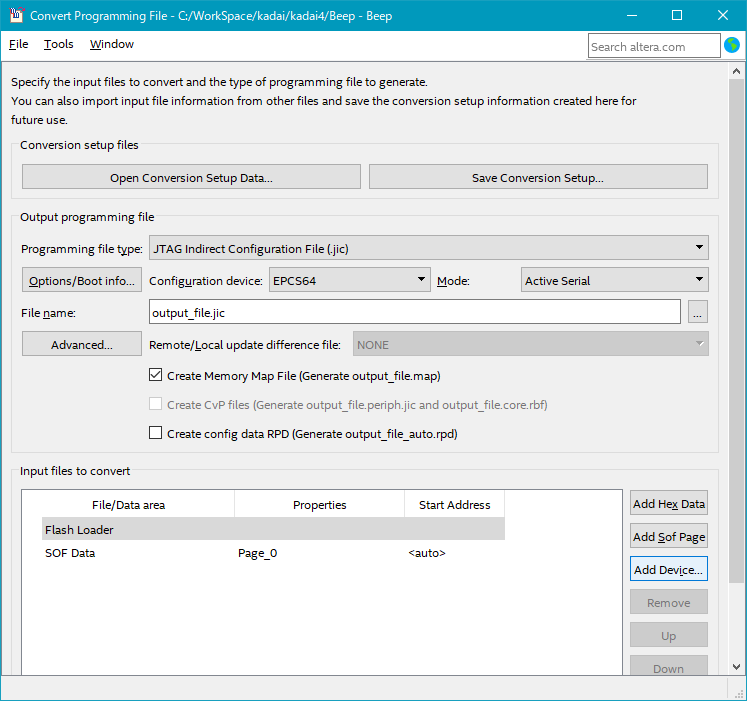 Convert Programming File - C:/WorkSpace/kadai/kadai4/Beep - Beep
File Tools Window Search altera.com
Specify the input files to convert and the type of programming file to generate.
You can also import input file information from other files and save the conversion setup information created here for
future use.
Conversion setup files
Open Conversion Setup Data... Save Conversion Setup...
Output programming file
Programming file type: JTAG Indirect Configuration File (.jic)
Options/Boot info... Configuration device: EPCS64 Mode: Active Serial
File name: output_file.jic ...
Advanced... Remote/Local update difference file: NONE
Create Memory Map File (Generate output_file.map)
Create CvP files (Generate output_file.periph.jic and output_file.core.rbf)
Create config data RPD (Generate output_file_auto.rpd)
Input files to convert
File/Data area Properties Start Address Add Hex Data
Flash Loader
Add Sof Page
SOF Data Page_0 <auto>
Add Device...
Remove
Up
Down